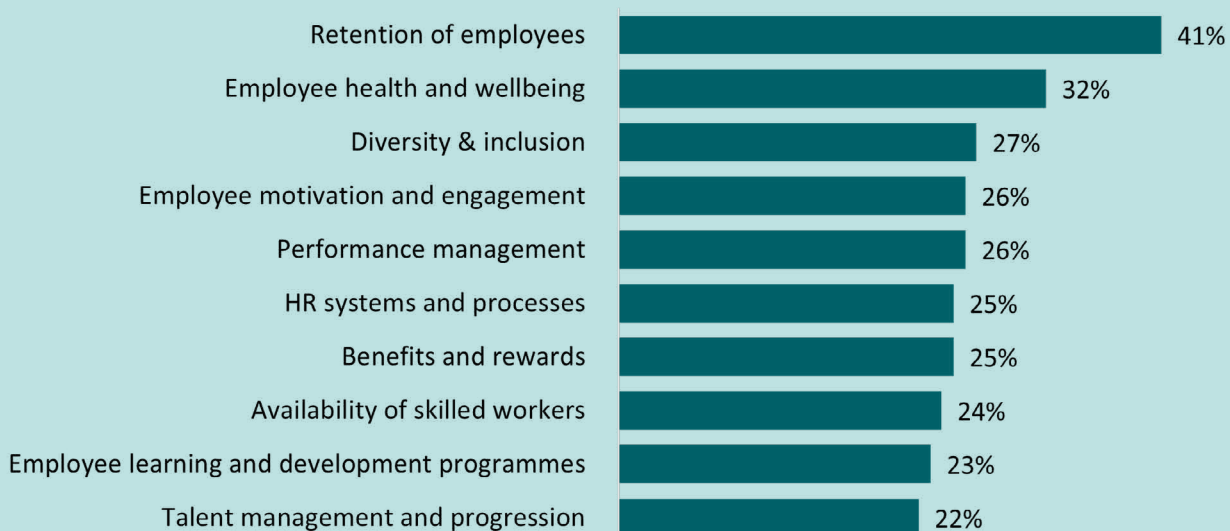 Retention of employees 41%
Employee health and wellbeing 32%
Diversity & inclusion 27%
Employee motivation and engagement 26%
Performance management 26%
HR systems and processes 25%
Benefits and rewards 25%
Availability of skilled workers 24%
Employee learning and development programmes 23%
Talent management and progression 22%